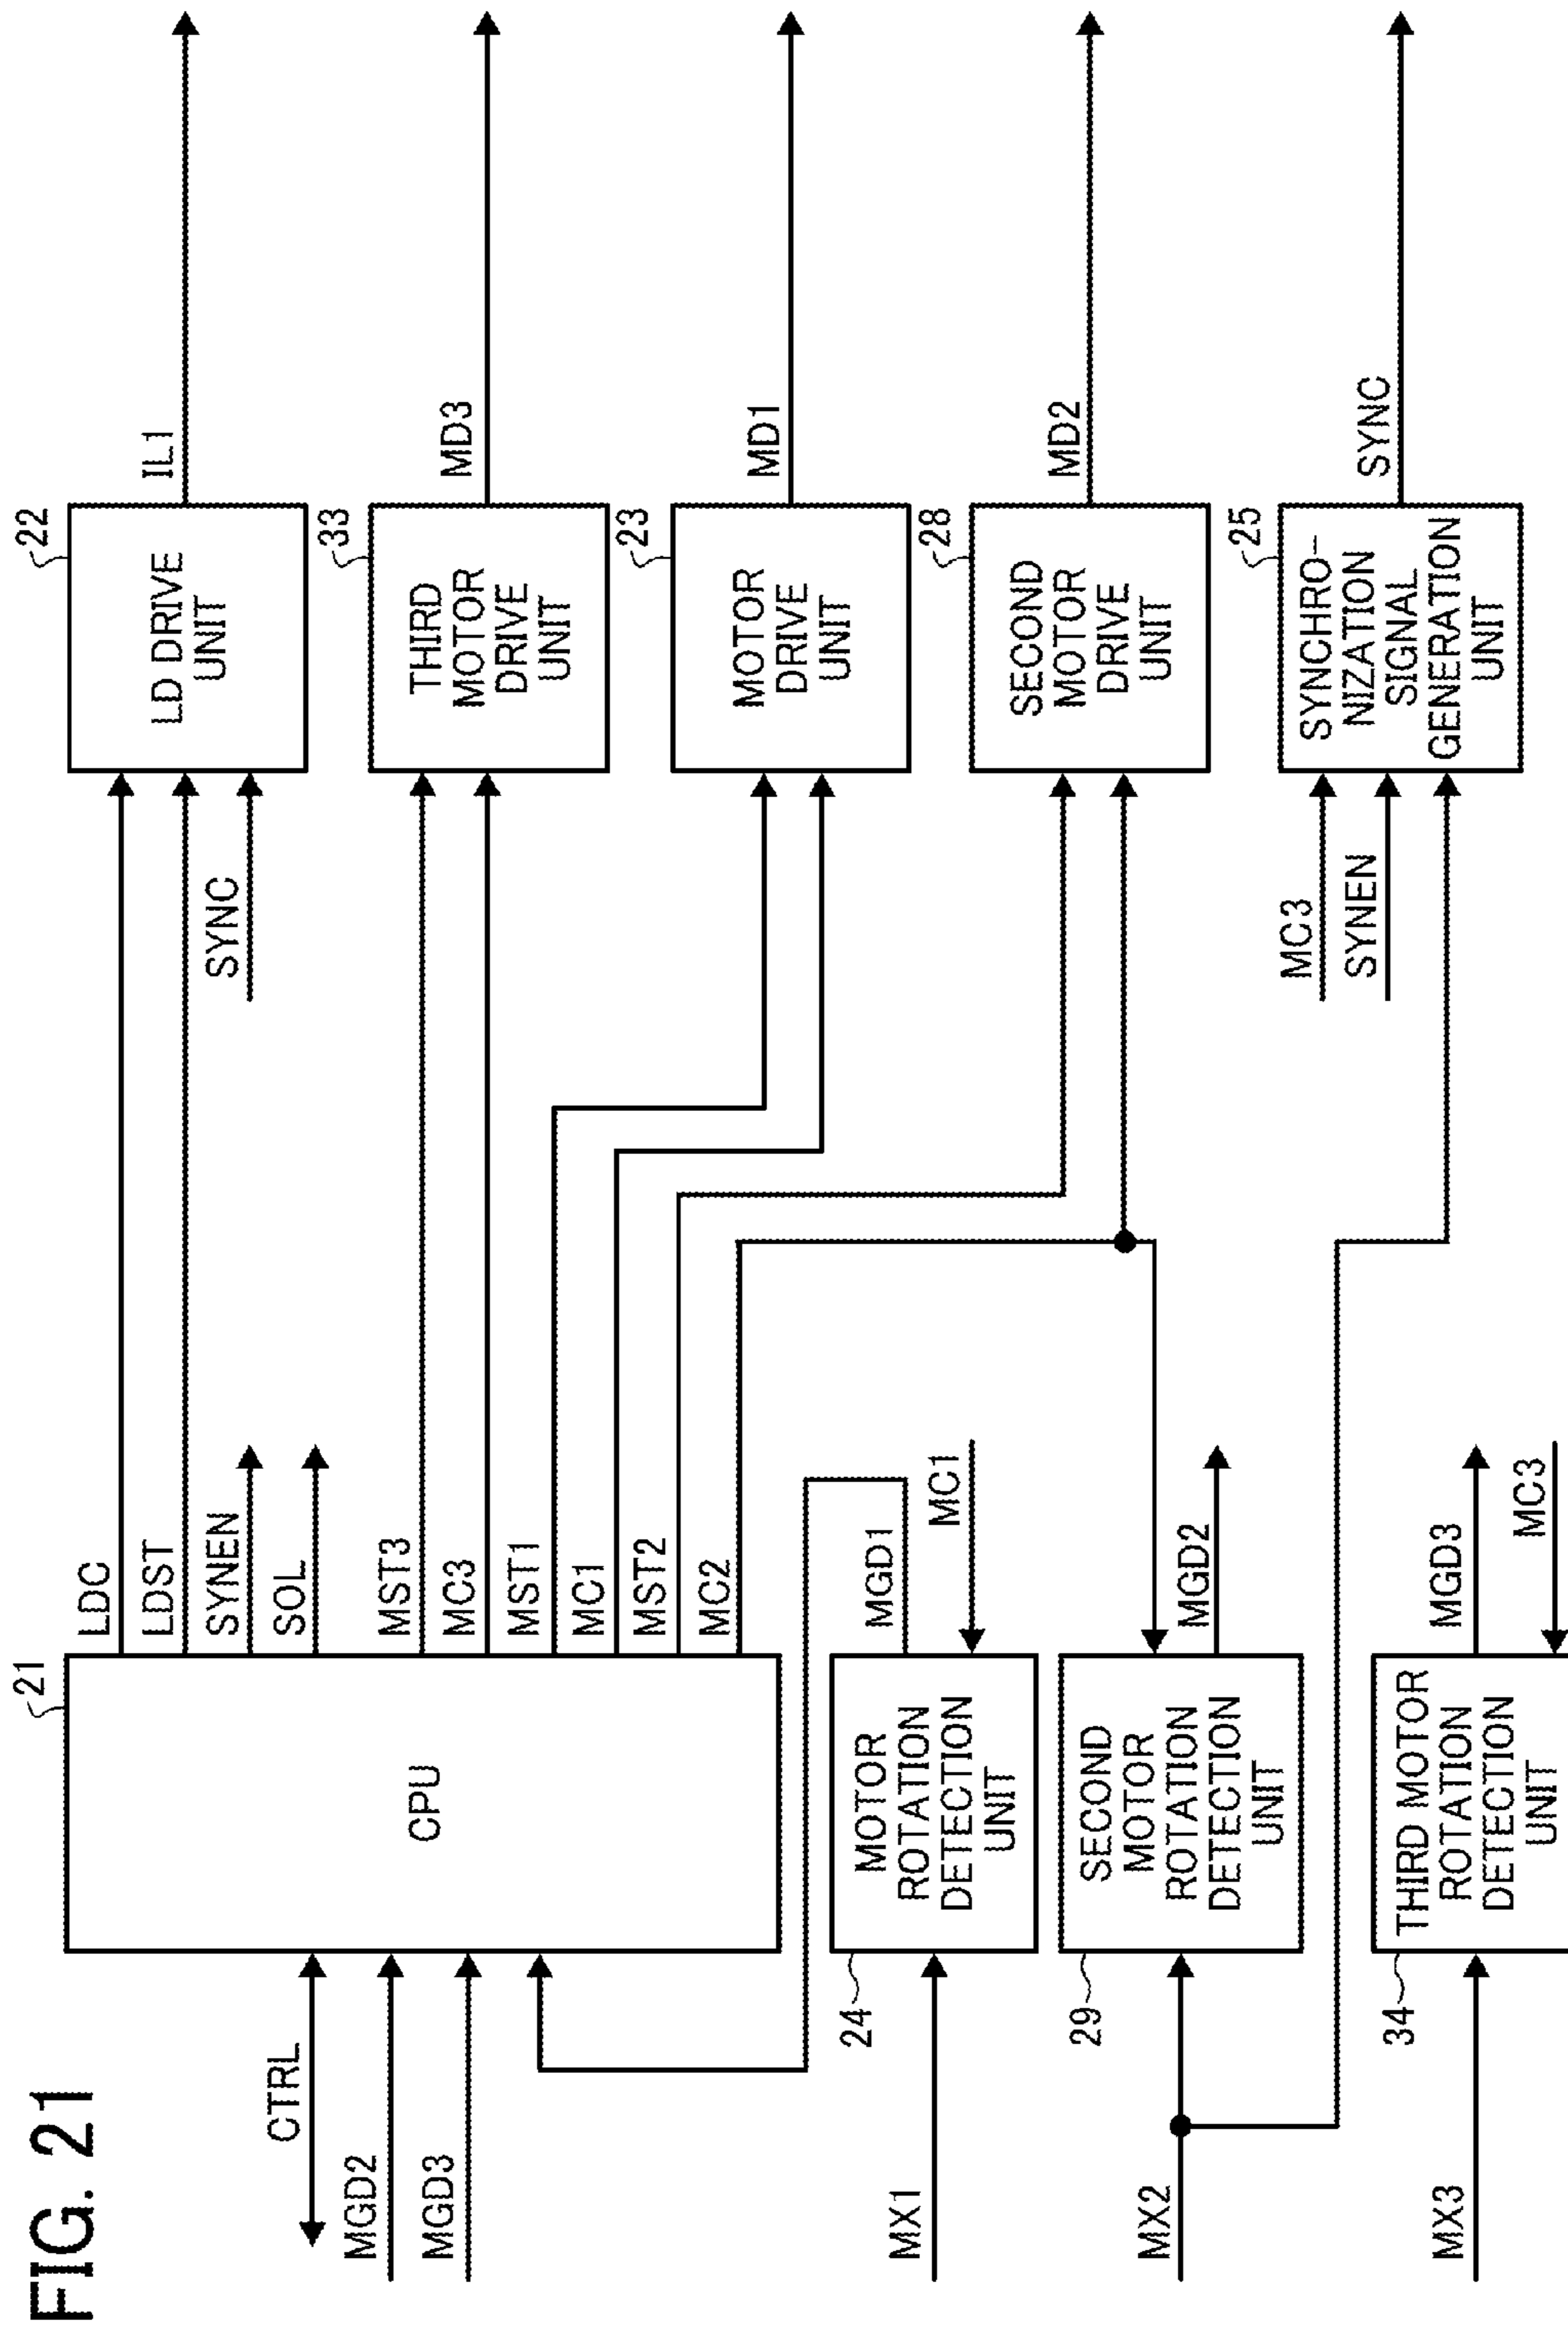 FIG. 21
CTRL
MGD2
MGD3
21
CPU
LDC
LDST
SYNEN
SOL
MST3
MC3
MST1
MC1
MST2
MC2
SYNC
22
LD DRIVE
UNIT
IL1
33
THIRD
MOTOR
DRIVE
UNIT
MD3
23
MOTOR
DRIVE
UNIT
MD1
28
SECOND
MOTOR
DRIVE
UNIT
MD2
MC3
SYNEN
25
SYNCHRO-
NIZATION
SIGNAL
GENERATION
UNIT
SYNC
MX1
24
MOTOR
ROTATION
DETECTION
UNIT
MGD1
MC1
MX2
29
SECOND
MOTOR
ROTATION
DETECTION
UNIT
MGD2
MX3
34
THIRD MOTOR
ROTATION
DETECTION
UNIT
MGD3
MC3